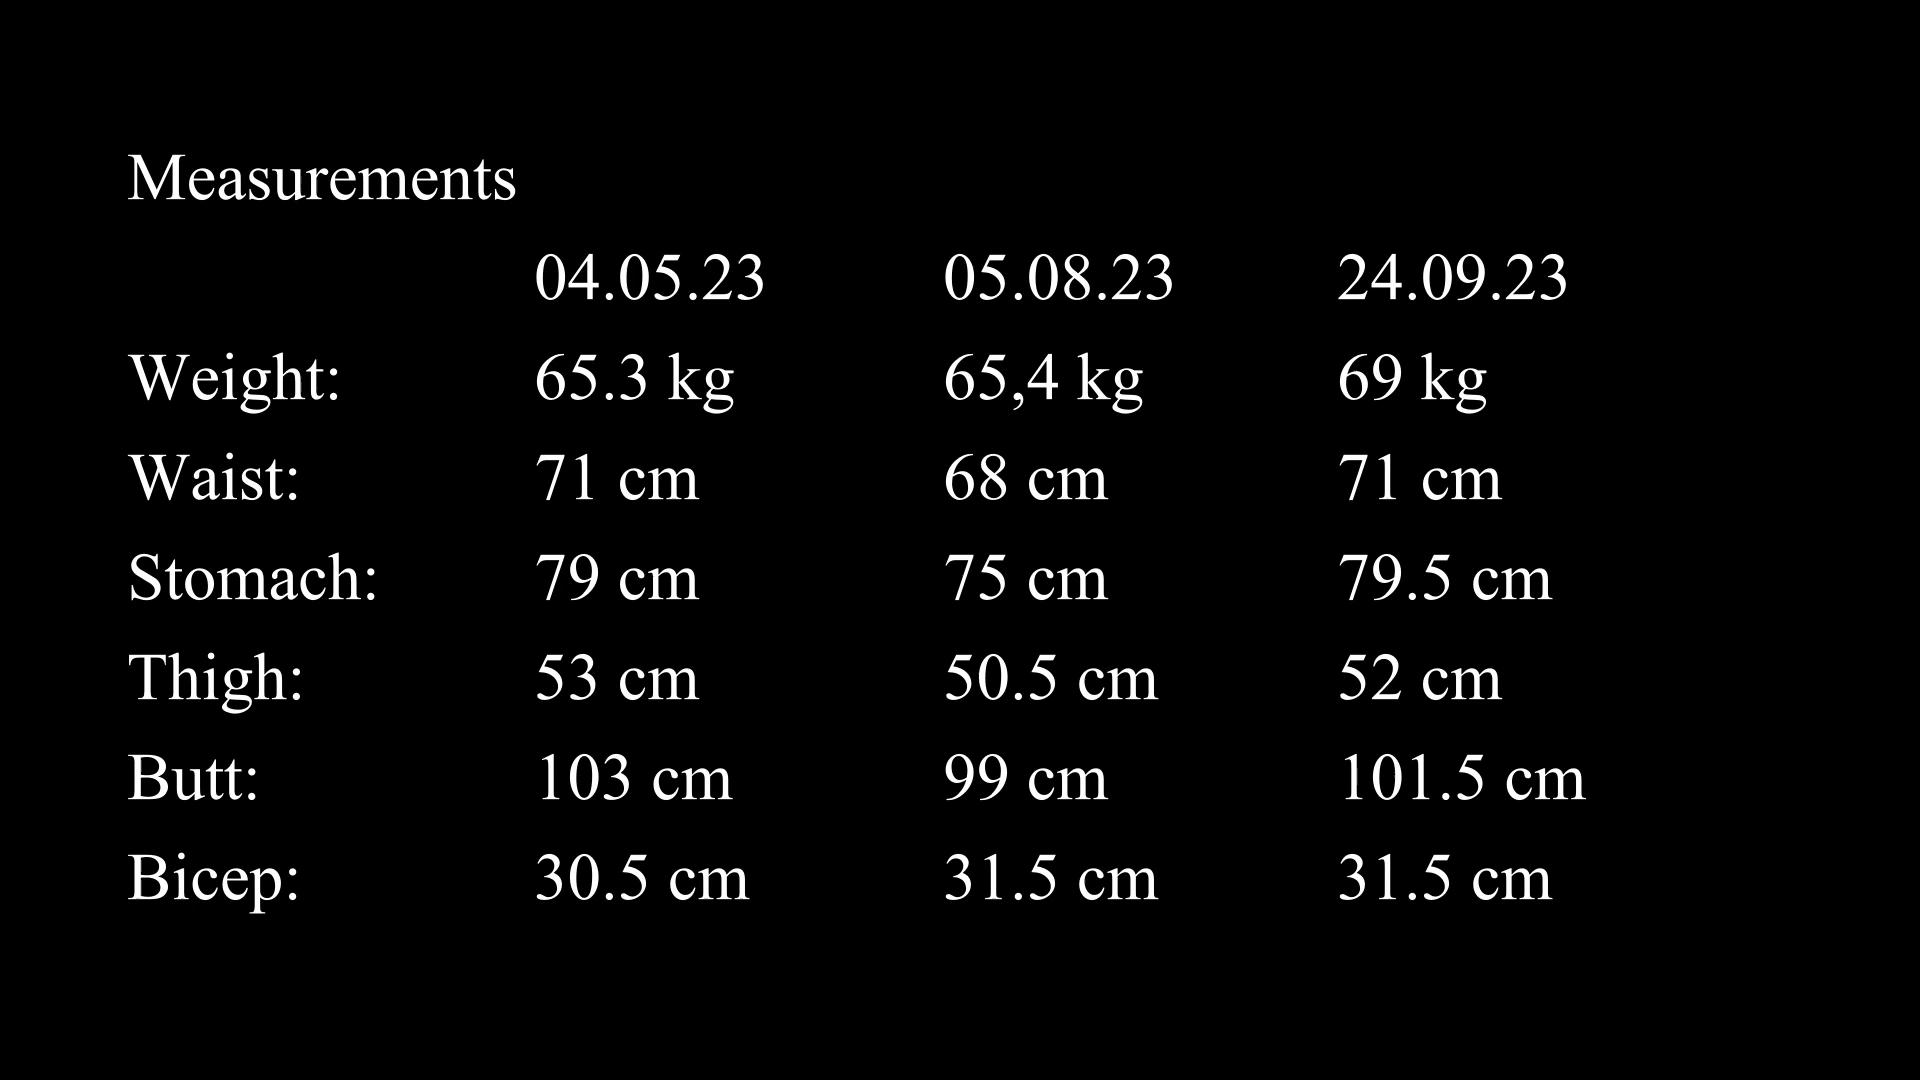 Measurements
04.05.23 05.08.23 24.09.23
Weight: 65.3 kg 65,4 kg 69 kg
Waist: 71 cm 68 cm 71 cm
Stomach: 79 cm 75 cm 79.5 cm
Thigh: 53 cm 50.5 cm 52 cm
Butt: 103 cm 99 cm 101.5 cm
Bicep: 30.5 cm 31.5 cm 31.5 cm